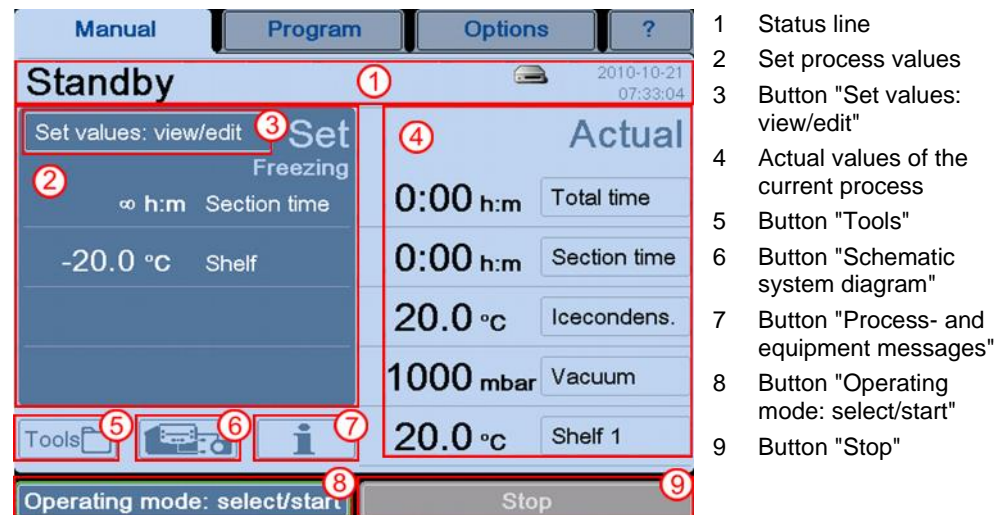 Manual Program Options ?
Standby
2010-10-21
07:33:04
1
Set values: view/edit
3
Set
Freezing
2
∞ h:m Section time
-20.0 °C Shelf
4
Actual
0:00 h:m Total time
0:00 h:m Section time
20.0 °C Icecondens.
1000 mbar Vacuum
20.0 °C Shelf 1
Tools
5
6
i
7
Operating mode: select/start
8
Stop
9
1 Status line
2 Set process values
3 Button "Set values:
view/edit"
4 Actual values of the
current process
5 Button "Tools"
6 Button "Schematic
system diagram"
7 Button "Process- and
equipment messages"
8 Button "Operating
mode: select/start"
9 Button "Stop"